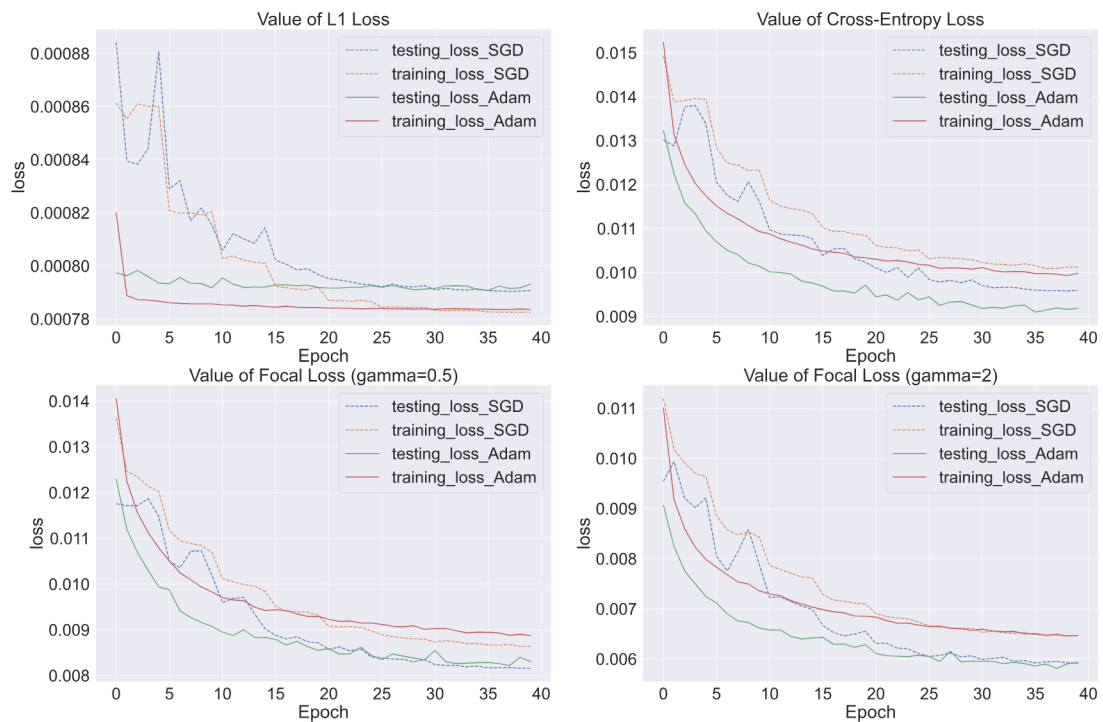 Value of L1 Loss
0.00088
0.00086
0.00084
0.00082
0.00080
0.00078
loss
testing_loss_SGD
training_loss_SGD
testing_loss_Adam
training_loss_Adam
0 5 10 15 20 25 30 35 40
Epoch
Value of Cross-Entropy Loss
0.015
0.014
0.013
0.012
0.011
0.010
0.009
loss
testing_loss_SGD
training_loss_SGD
testing_loss_Adam
training_loss_Adam
0 5 10 15 20 25 30 35 40
Epoch
Value of Focal Loss (gamma=0.5)
0.014
0.013
0.012
0.011
0.010
0.009
0.008
loss
testing_loss_SGD
training_loss_SGD
testing_loss_Adam
training_loss_Adam
0 5 10 15 20 25 30 35 40
Epoch
Value of Focal Loss (gamma=2)
0.011
0.010
0.009
0.008
0.007
0.006
loss
testing_loss_SGD
training_loss_SGD
testing_loss_Adam
training_loss_Adam
0 5 10 15 20 25 30 35 40
Epoch